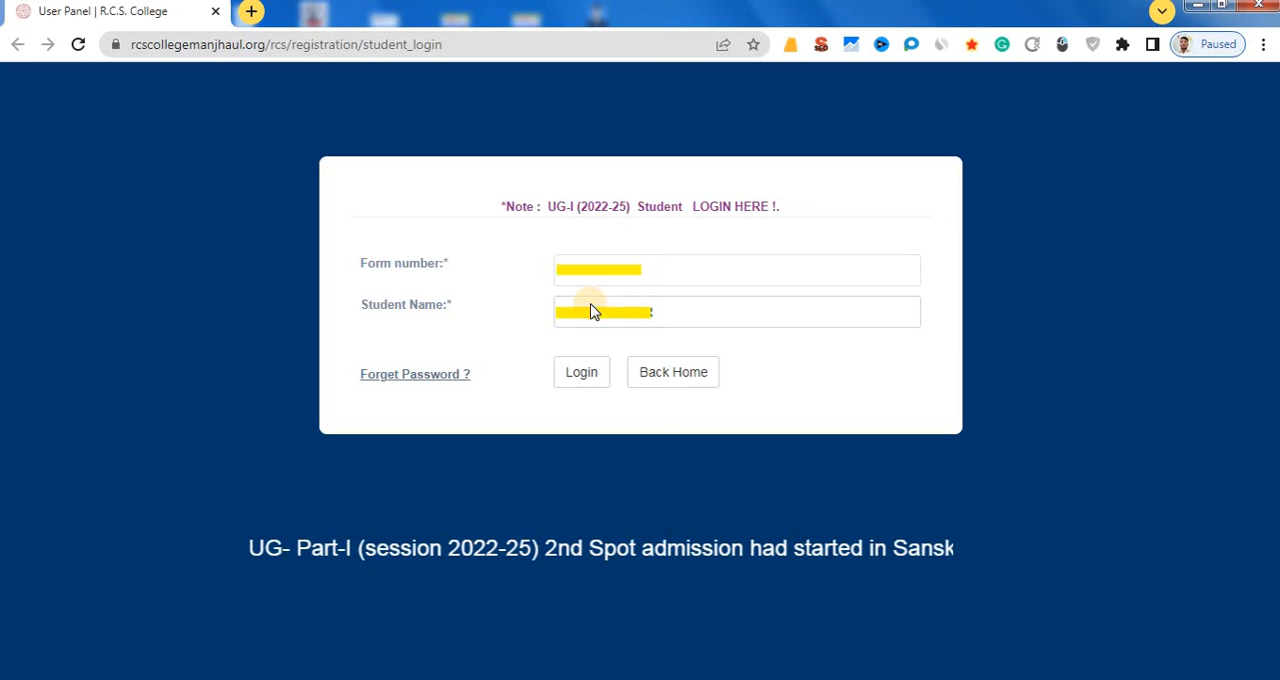 User Panel | R.C.S. College
rcscollegemanjhaul.org/rcs/registration/student_login
Paused
*Note : UG-I (2022-25) Student LOGIN HERE !.
Form number:*
Student Name:*
Forget Password ?
Login
Back Home
UG- Part-I (session 2022-25) 2nd Spot admission had started in Sansk